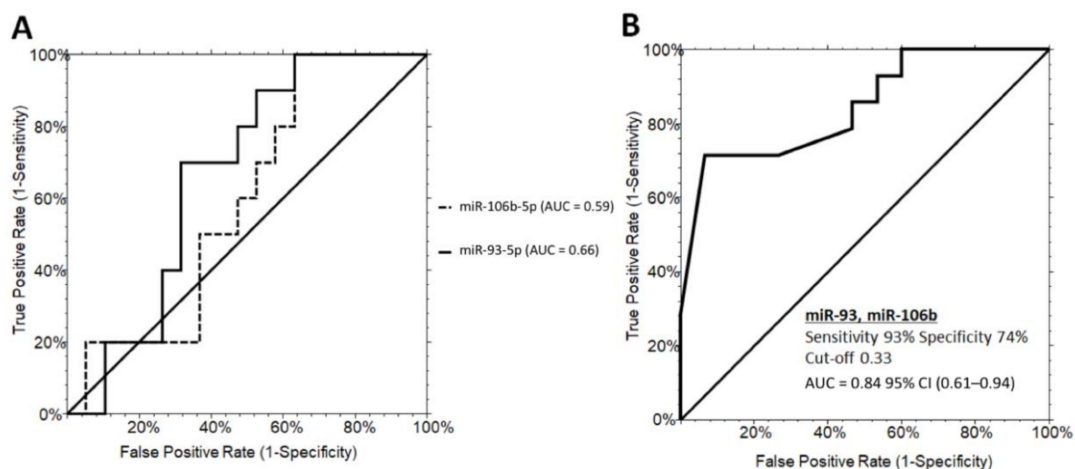 A
100%
80%
60%
40%
20%
0%
True Positive Rate (1-Sensitivity)
20% 40% 60% 80% 100%
False Positive Rate (1-Specificity)
miR-106b-5p (AUC = 0.59)
miR-93-5p (AUC = 0.66)
B
100%
80%
60%
40%
20%
0%
True Positive Rate (1-Sensitivity)
miR-93, miR-106b
Sensitivity 93% Specificity 74%
Cut-off 0.33
AUC = 0.84 95% CI (0.61–0.94)
20% 40% 60% 80% 100%
False Positive Rate (1-Specificity)